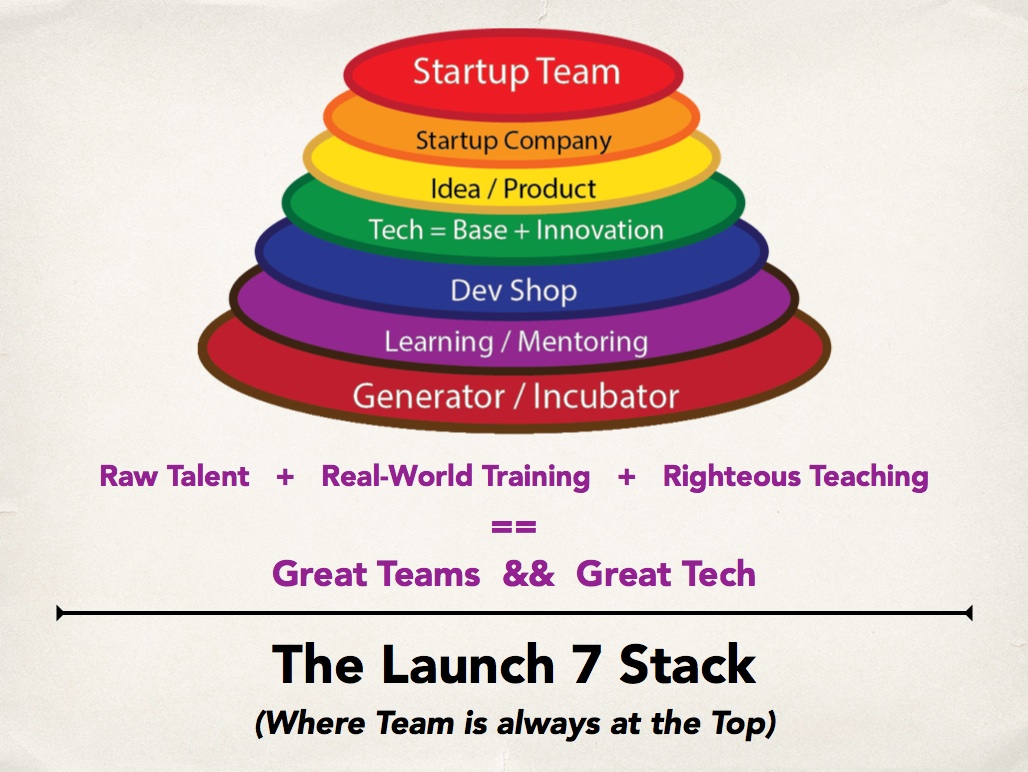 Startup Team
Startup Company
Idea / Product
Tech = Base + Innovation
Dev Shop
Learning / Mentoring
Generator / Incubator
Raw Talent + Real-World Training + Righteous Teaching
==
Great Teams && Great Tech
The Launch 7 Stack
(Where Team is always at the Top)